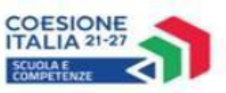 COESIONE
ITALIA 21-27
SCUOLA E
COMPETENZE